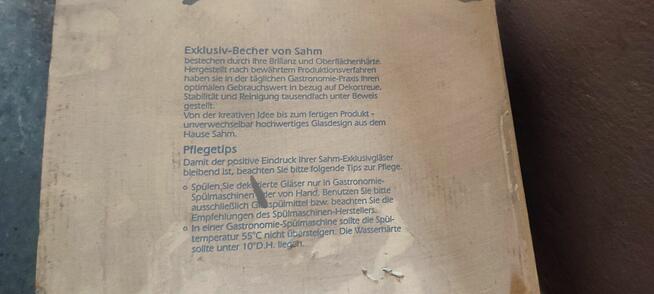 Exklusiv-Becher von Sahm
bestechen durch ihre Brillanz und Oberflächenhärte.
Hergestellt nach bewährtem Produktionsverfahren
haben sie in der täglichen Gastronomie-Praxis ihren
optimalen Gebrauchswert in bezug auf Dekortreue,
Stabilität und Reinigung tausendfach unter Beweis
gestellt.
Von der kreativen Idee bis zum fertigen Produkt -
unverwechselbar hochwertiges Glasdesign aus dem
Hause Sahm.
Pflegetips
Damit der positive Eindruck Ihrer Sahm-Exklusivgläser
bleibend ist, beachten Sie bitte folgende Tips zur Pflege.
o Spülen Sie dekorierte Gläser nur in Gastronomie-
Spülmaschinen oder von Hand. Benutzen Sie bitte
ausschließlich Glasspülmittel bzw. beachten Sie die
Empfehlungen des Spülmaschinen-Herstellers.
o In einer Gastronomie-Spülmaschine sollte die Spül-
temperatur 55°C nicht übersteigen. Die Wasserhärte
sollte unter 10°D.H. liegen.